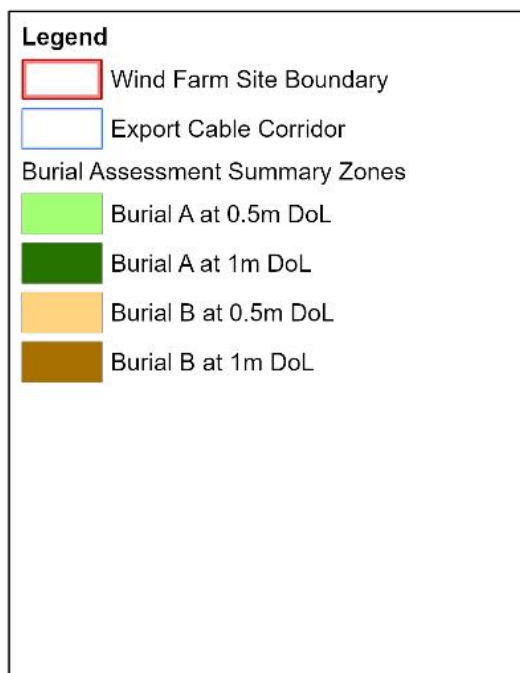 Legend
Wind Farm Site Boundary
Export Cable Corridor
Burial Assessment Summary Zones
Burial A at 0.5m DoL
Burial A at 1m DoL
Burial B at 0.5m DoL
Burial B at 1m DoL